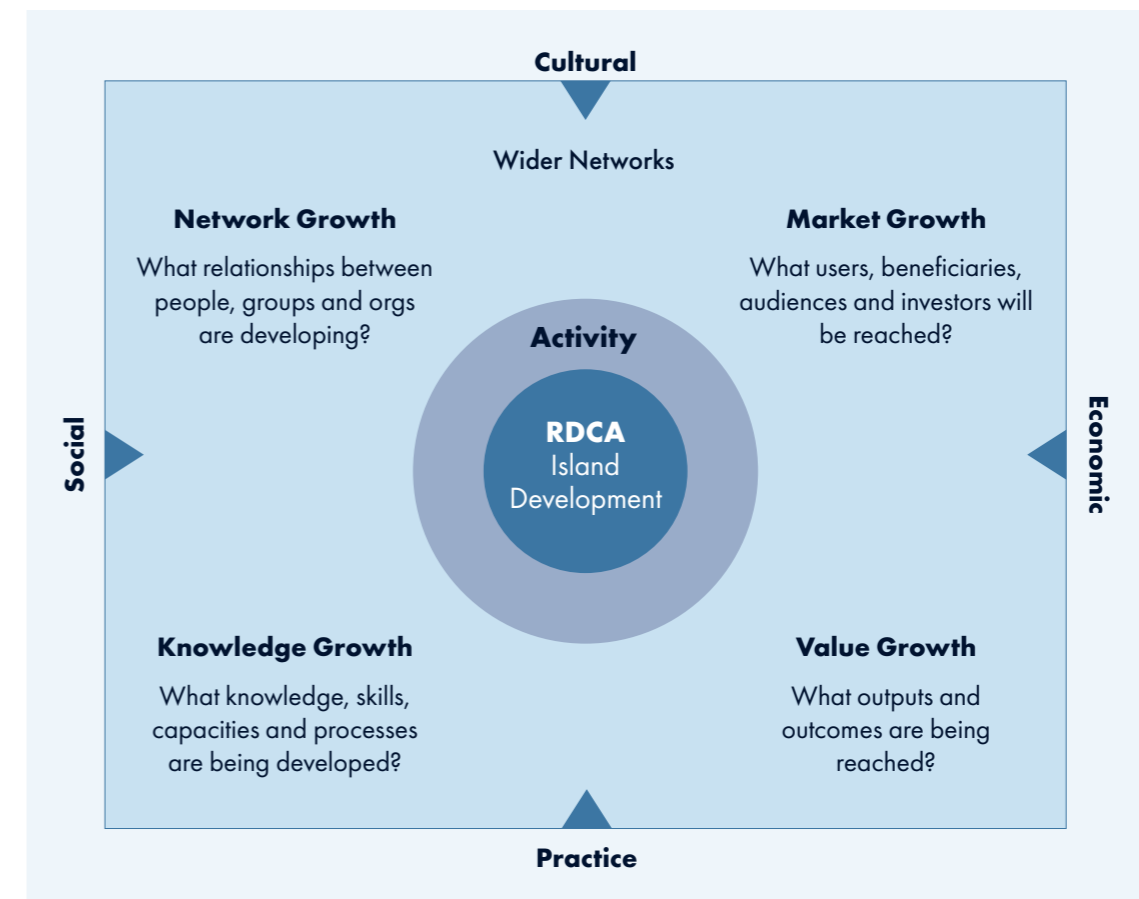 Cultural
Wider Networks
Network Growth
What relationships between
people, groups and orgs
are developing?
Market Growth
What users, beneficiaries,
audiences and investors will
be reached?
Activity
RDCA
Island
Development
Social
Economic
Knowledge Growth
What knowledge, skills,
capacities and processes
are being developed?
Value Growth
What outputs and
outcomes are being
reached?
Practice